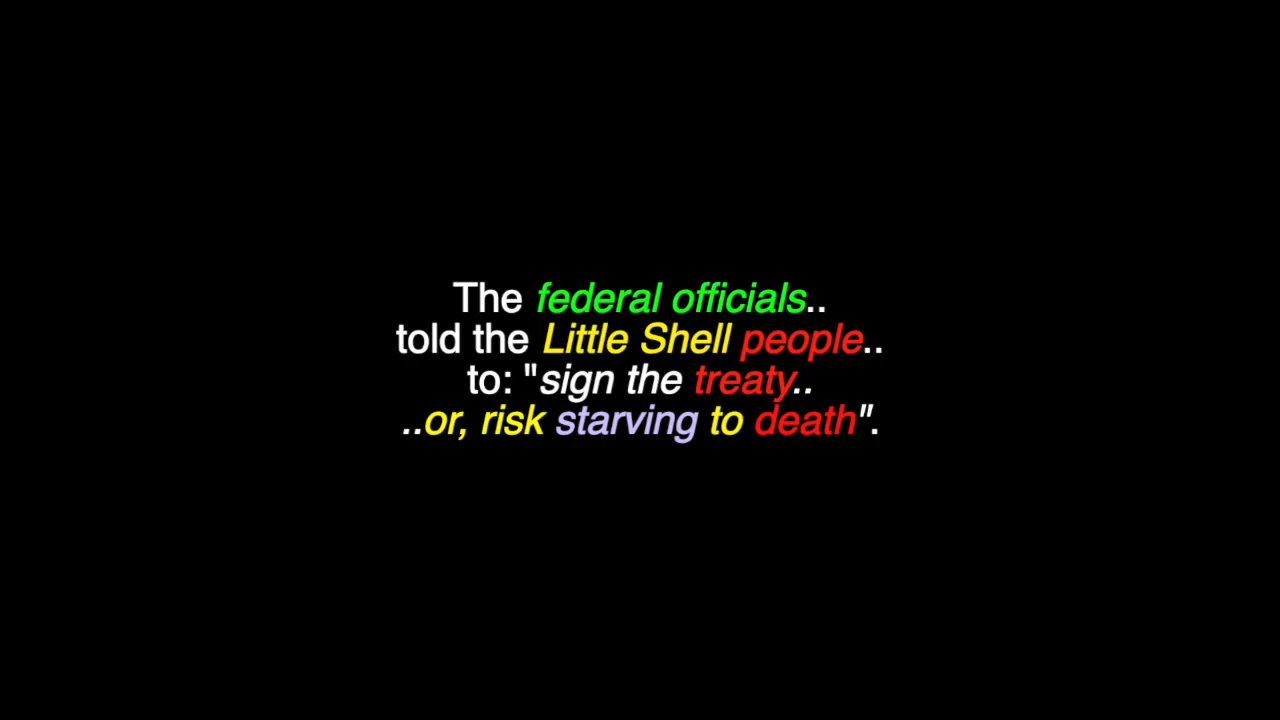 The federal officials..
told the Little Shell people..
to: "sign the treaty..
..or, risk starving to death".